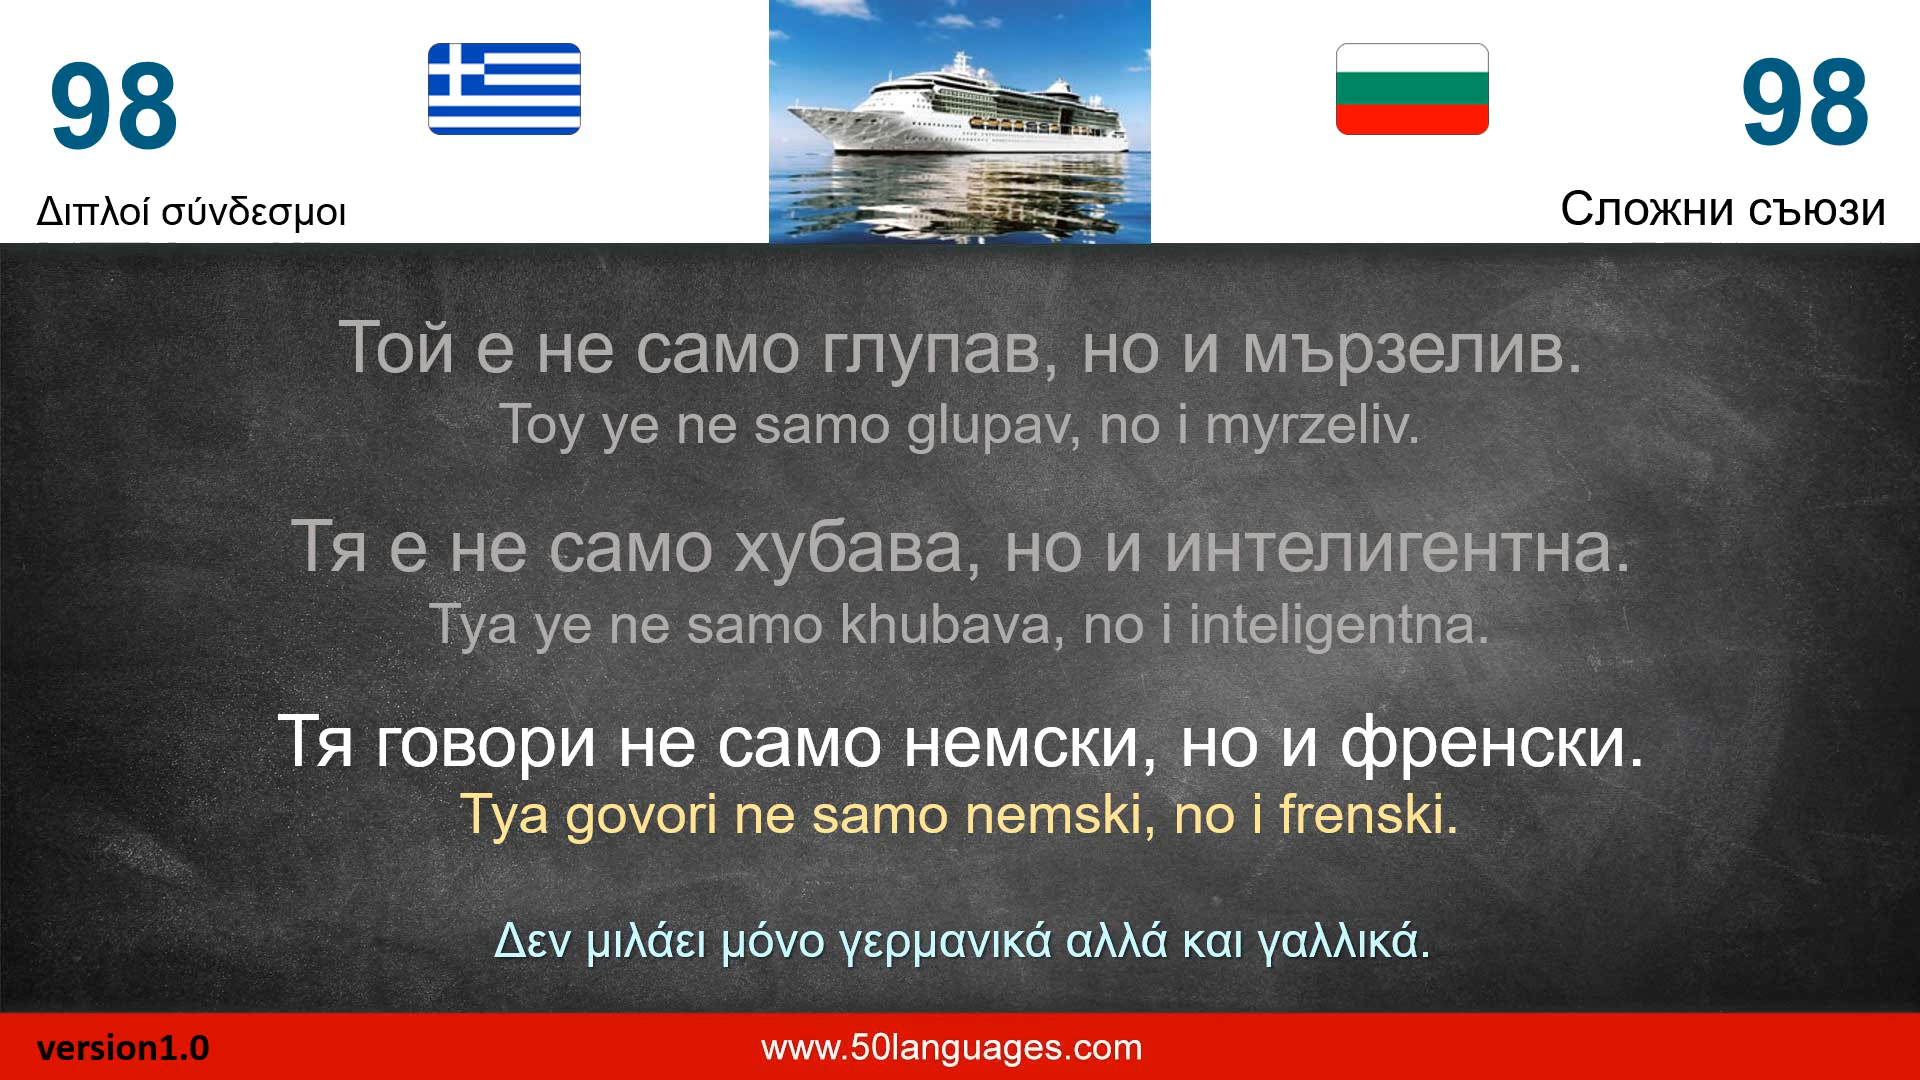 98
98
Διπλοί σύνδεσμοι
Сложни съюзи
Той е не само глупав, но и мързелив.
Toy ye ne samo glupav, no i myrzeliv.
Тя е не само хубава, но и интелигентна.
Tya ye ne samo khubava, no i inteligentna.
Тя говори не само немски, но и френски.
Tya govori ne samo nemski, no i frenski.
Δεν μιλάει μόνο γερμανικά αλλά και γαλλικά.
version1.0
www.50languages.com